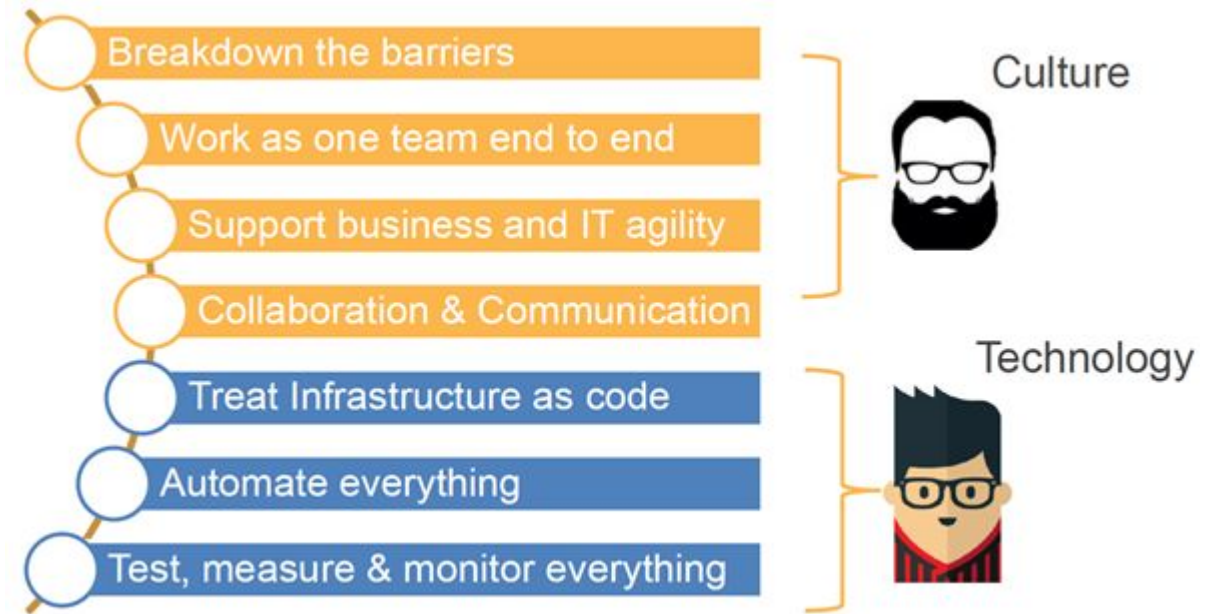 Breakdown the barriers
Work as one team end to end
Support business and IT agility
Collaboration & Communication
Treat Infrastructure as code
Automate everything
Test, measure & monitor everything
Culture
Technology